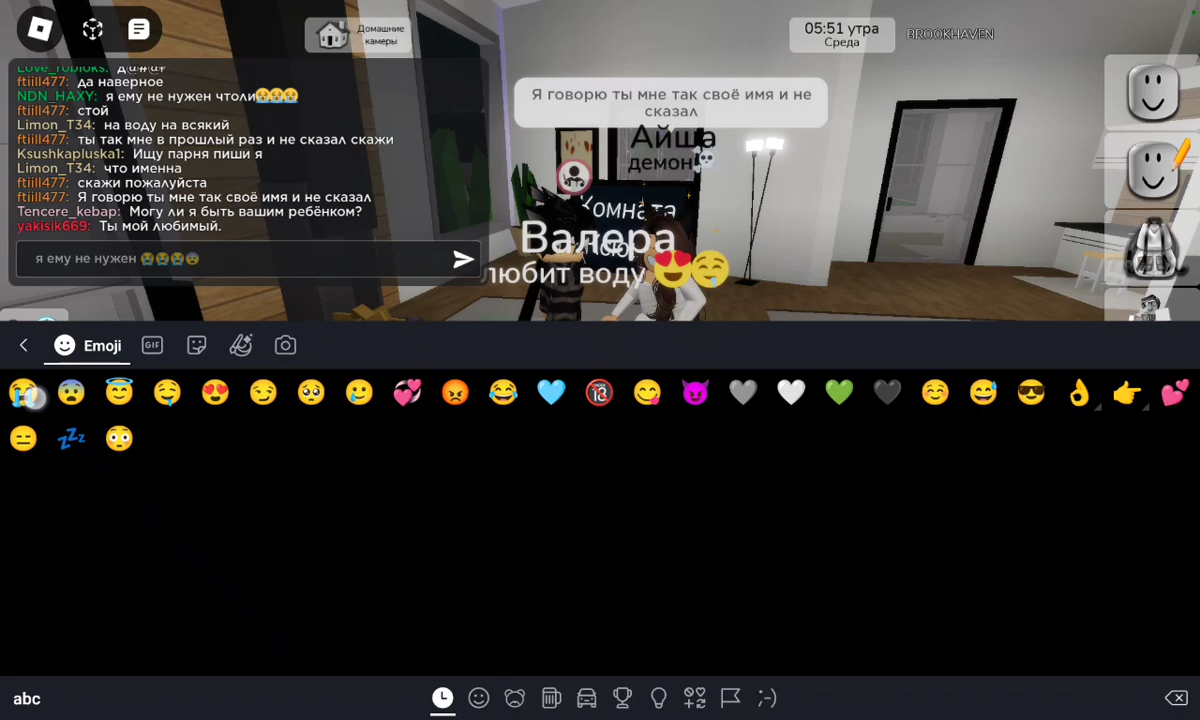 Домашние
камеры
05:51 утра
Среда
BROOKHAVEN
Love_robloks:
ftiill477: да наверное
NDN_HAXY: я ему не нужен чтоли😭😭😭
ftiill477: стой
Limon_T34: на воду на всякий
ftiill477: ты так мне в прошлый раз и не сказал скажи
Ksushkapluska1: Ищу парня пиши я
Limon_T34: что именна
ftiill477: скажи пожалуйста
ftiill477: Я говорю ты мне так своё имя и не сказал
Tencere_kebap: Могу ли я быть вашим ребёнком?
yakisik669: Ты мой любимый.
я ему не нужен 😭😭😭😨
Я говорю ты мне так своё имя и не
сказал
Айша
демон💀
Комната
Валера
любит воду😍🤤
Emoji
GIF
abc